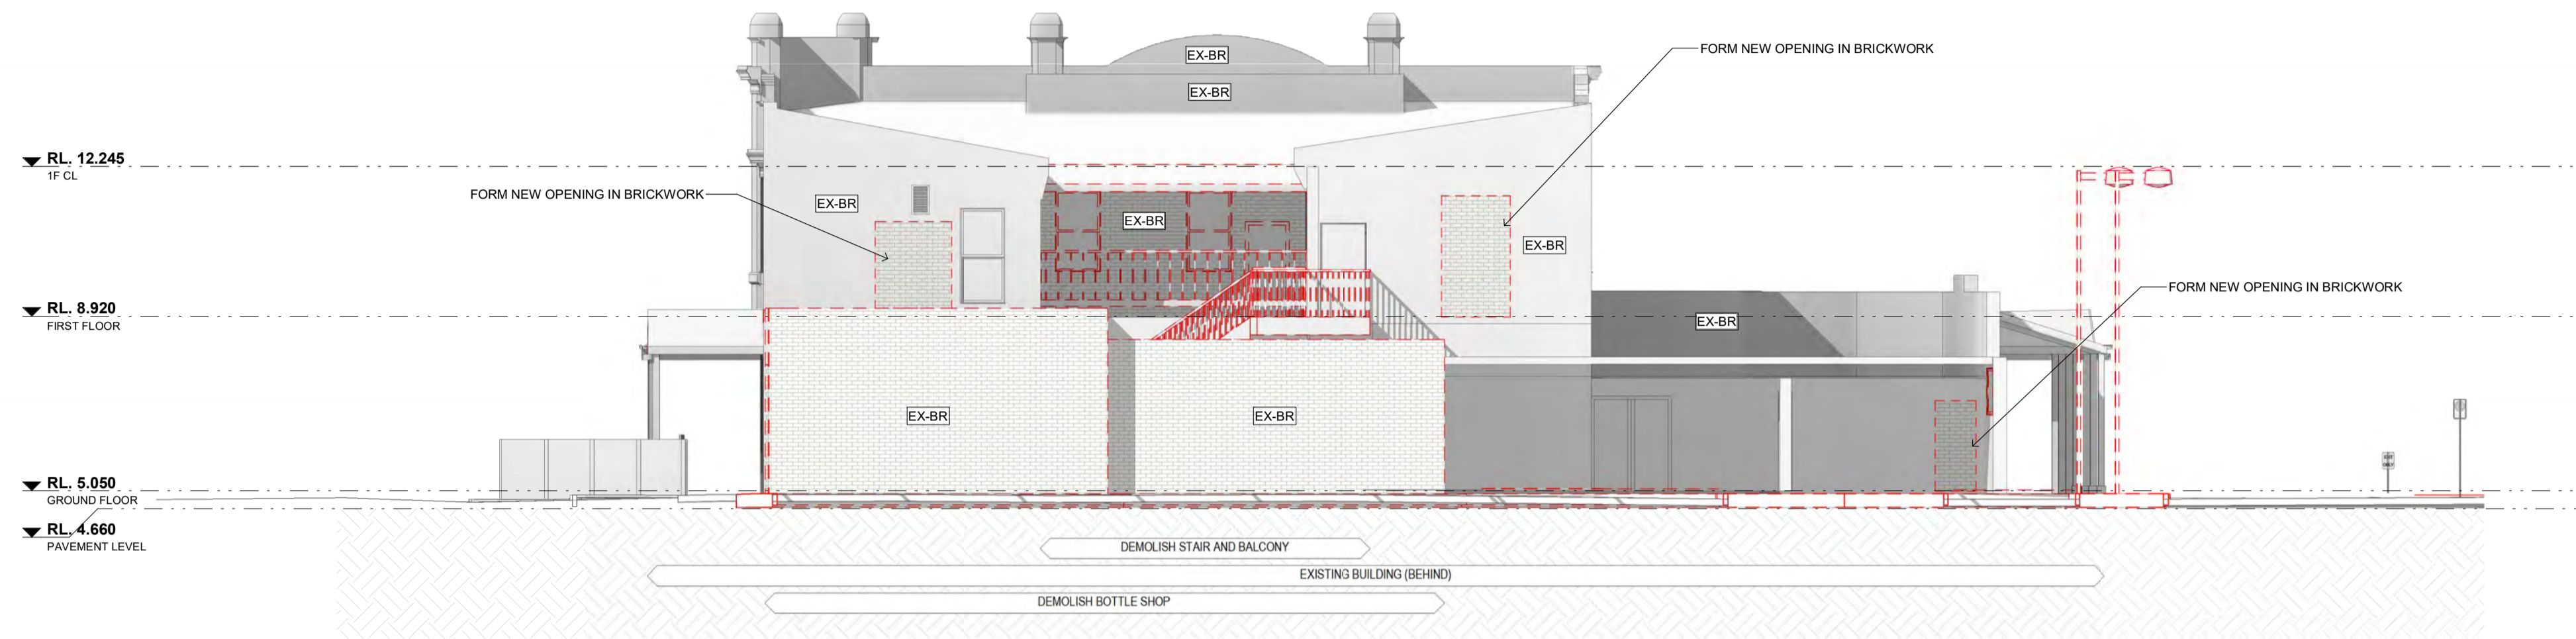 EX-BR
FORM NEW OPENING IN BRICKWORK
EX-BR
RL. 12.245
1F CL
FORM NEW OPENING IN BRICKWORK
EX-BR
EX-BR
EX-BR
FORM NEW OPENING IN BRICKWORK
RL. 8.920
FIRST FLOOR
EX-BR
EX-BR
EX-BR
EXIT
ONLY
RL. 5.050
GROUND FLOOR
RL. 4.660
PAVEMENT LEVEL
DEMOLISH STAIR AND BALCONY
EXISTING BUILDING (BEHIND)
DEMOLISH BOTTLE SHOP